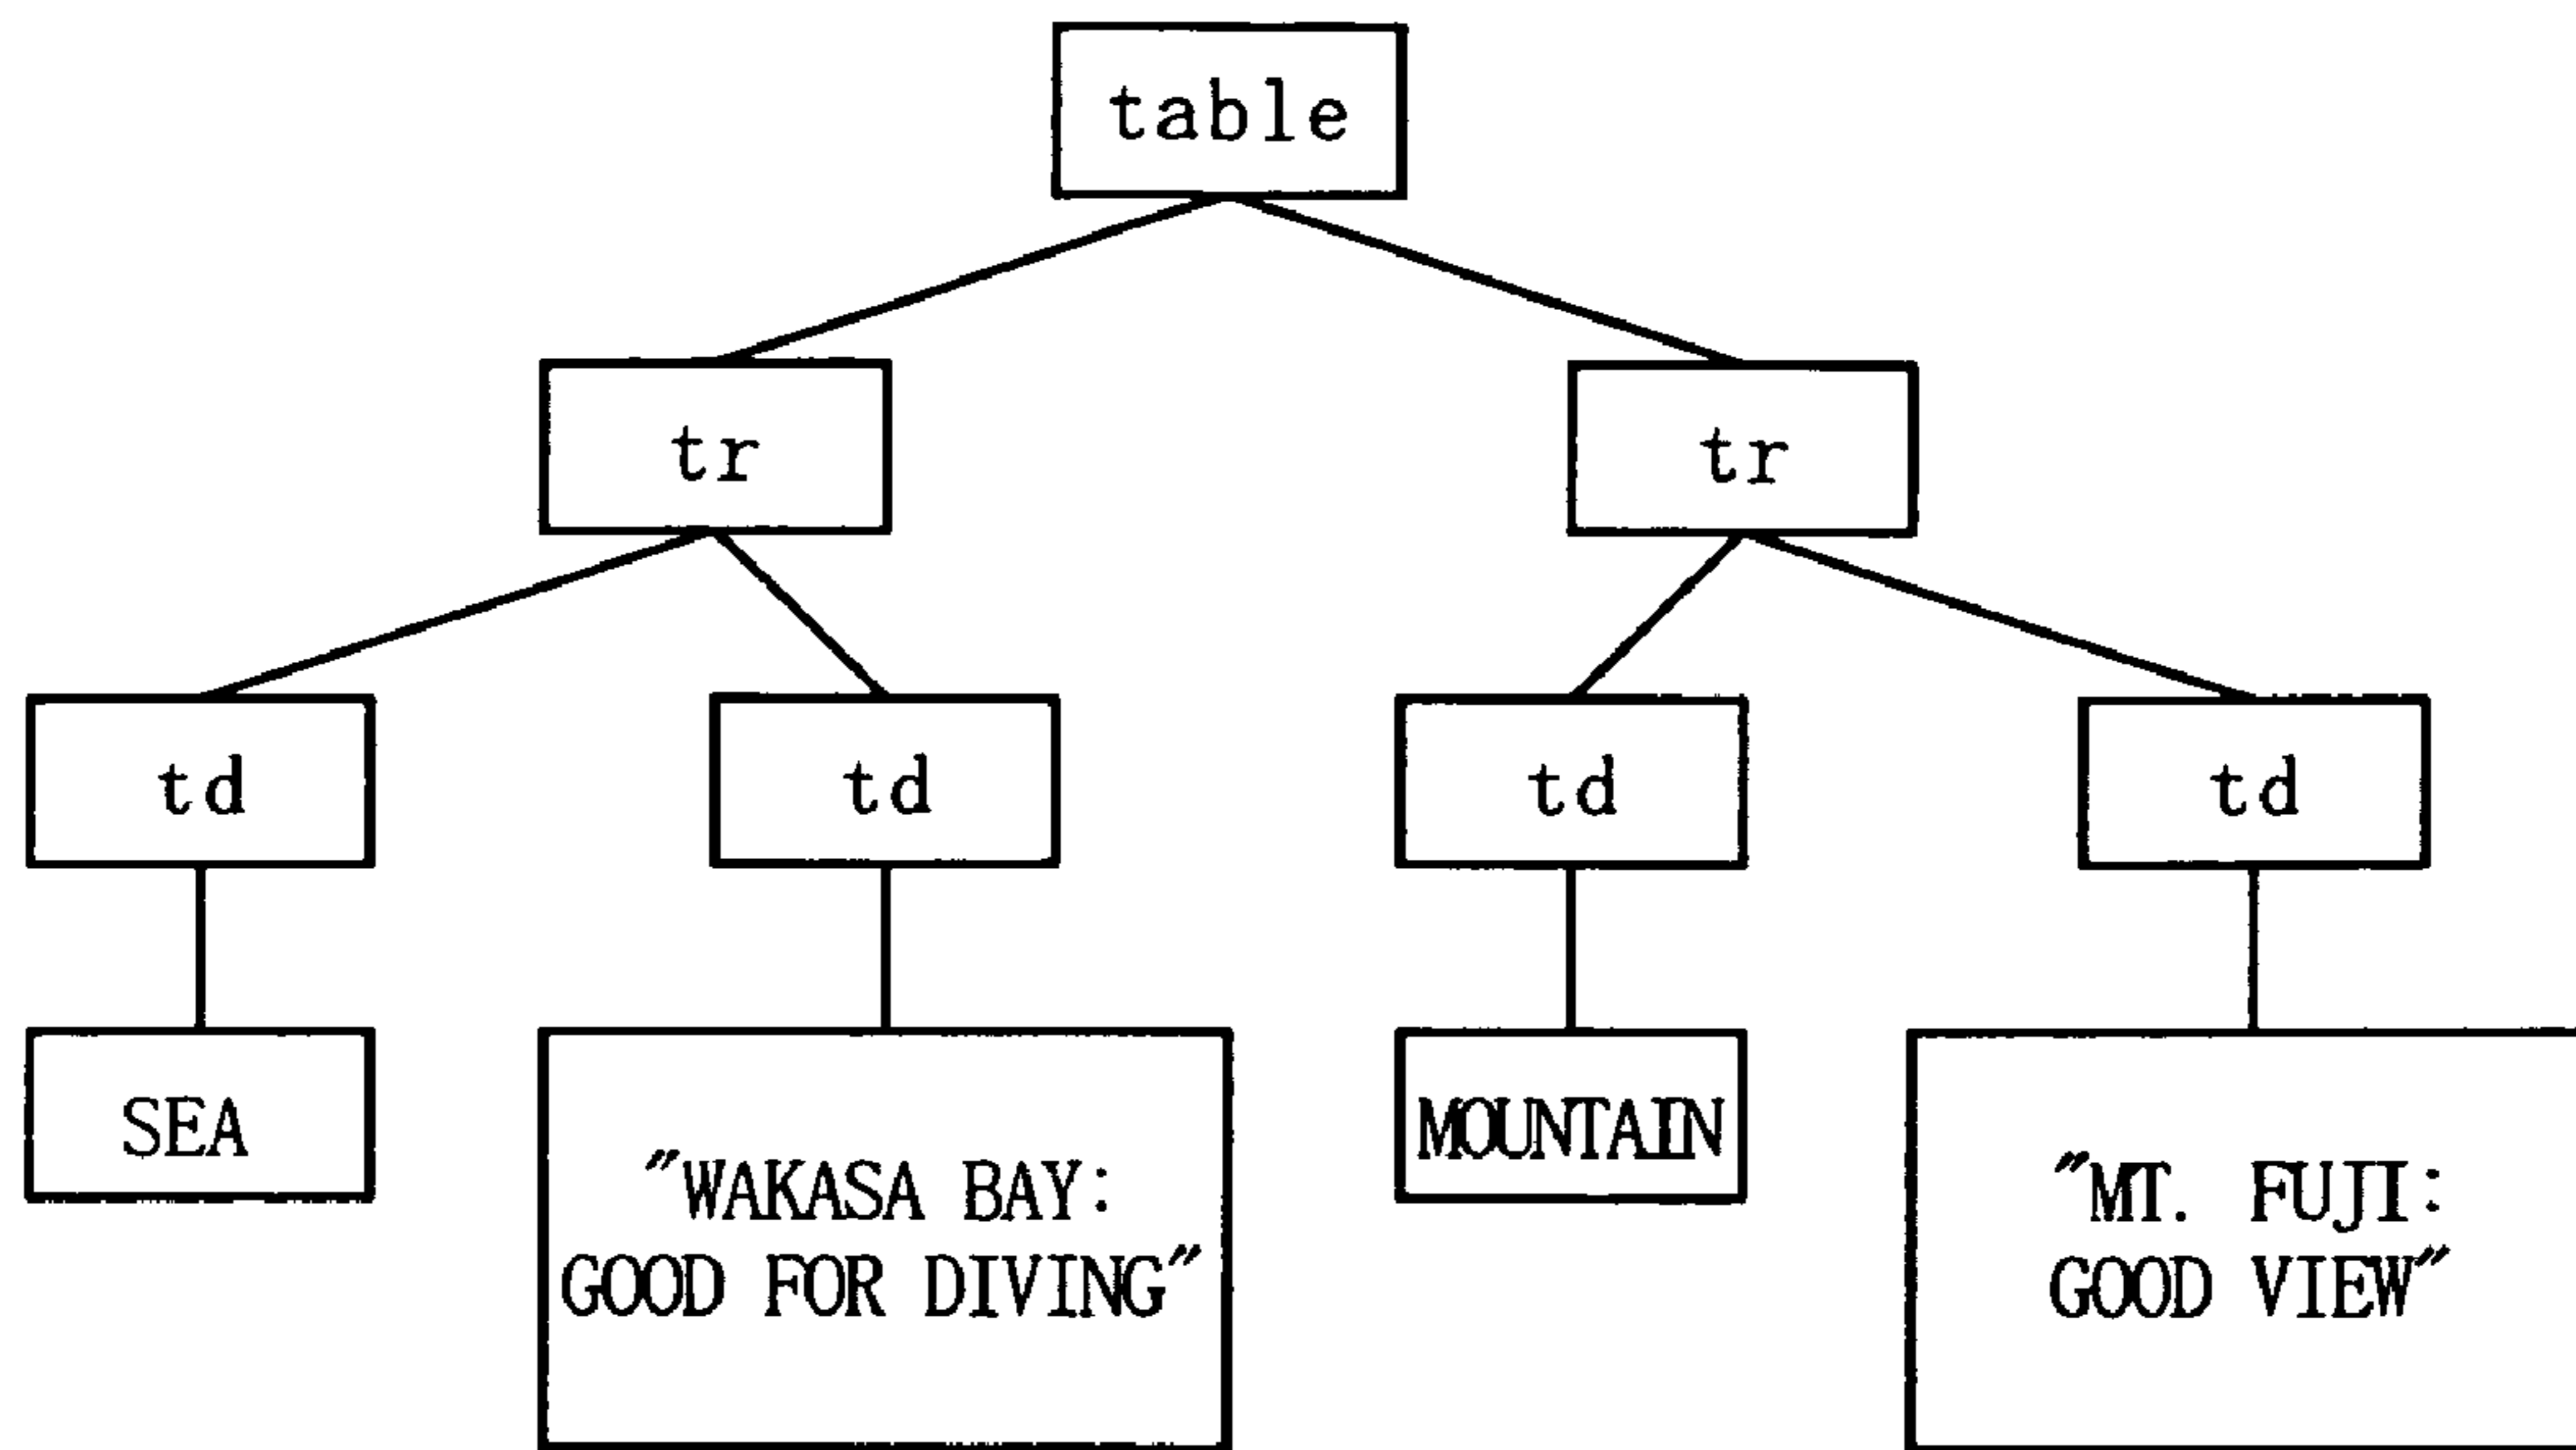 table
tr
tr
td
td
td
td
SEA
"WAKASA BAY:
GOOD FOR DIVING"
MOUNTAIN
"MT. FUJI:
GOOD VIEW"